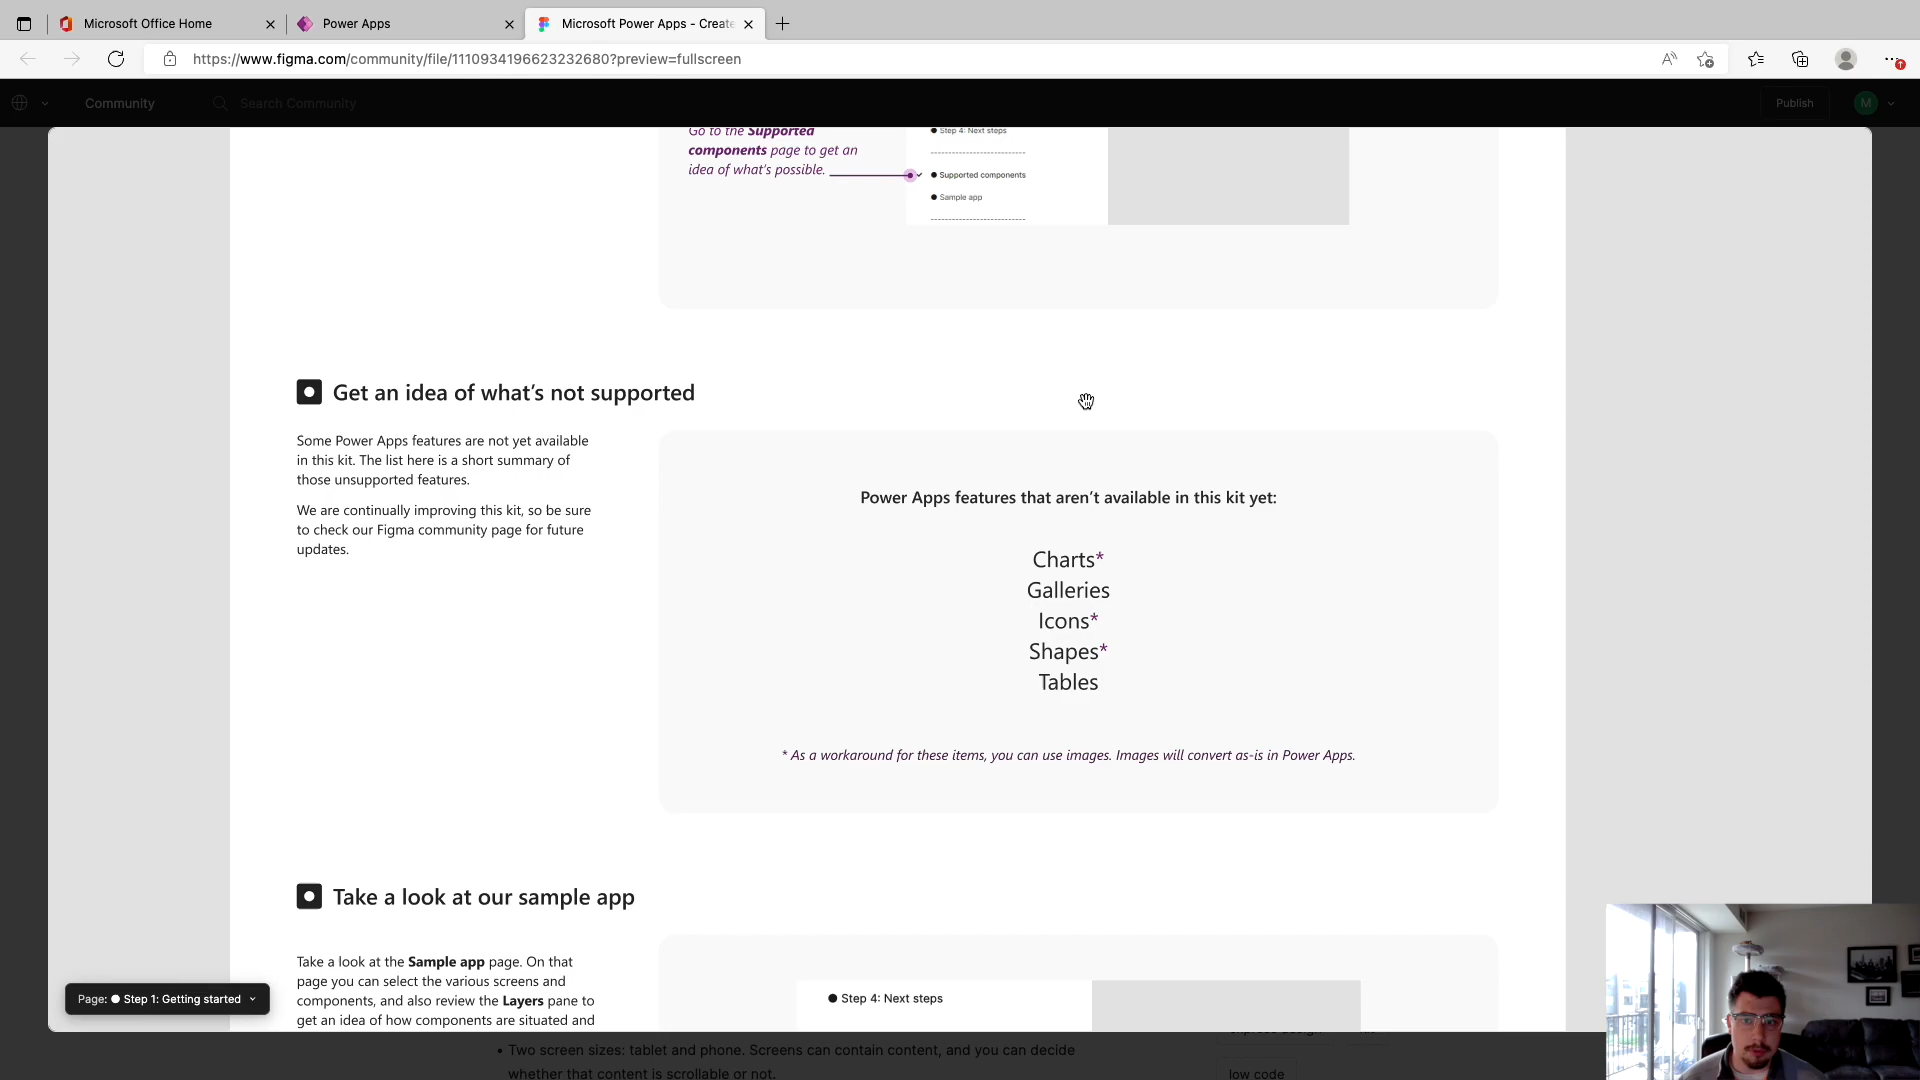 Microsoft Office Home
Power Apps
Microsoft Power Apps - Create
https://www.figma.com/community/file/1110934196623232680?preview=fullscreen
Community
Search Community
Publish
M
Go to the Supported
components page to get an
idea of what's possible.
Step 4: Next steps
Supported components
Sample app
Get an idea of what's not supported
Some Power Apps features are not yet available
in this kit. The list here is a short summary of
those unsupported features.
We are continually improving this kit, so be sure
to check our Figma community page for future
updates.
Power Apps features that aren't available in this kit yet:
Charts*
Galleries
Icons*
Shapes*
Tables
* As a workaround for these items, you can use images. Images will convert as-is in Power Apps.
Take a look at our sample app
Take a look at the Sample app page. On that
page you can select the various screens and
components, and also review the Layers pane to
get an idea of how components are situated and
Step 4: Next steps
Page: Step 1: Getting started
• Two screen sizes: tablet and phone. Screens can contain content, and you can decide
whether that content is scrollable or not.
low code